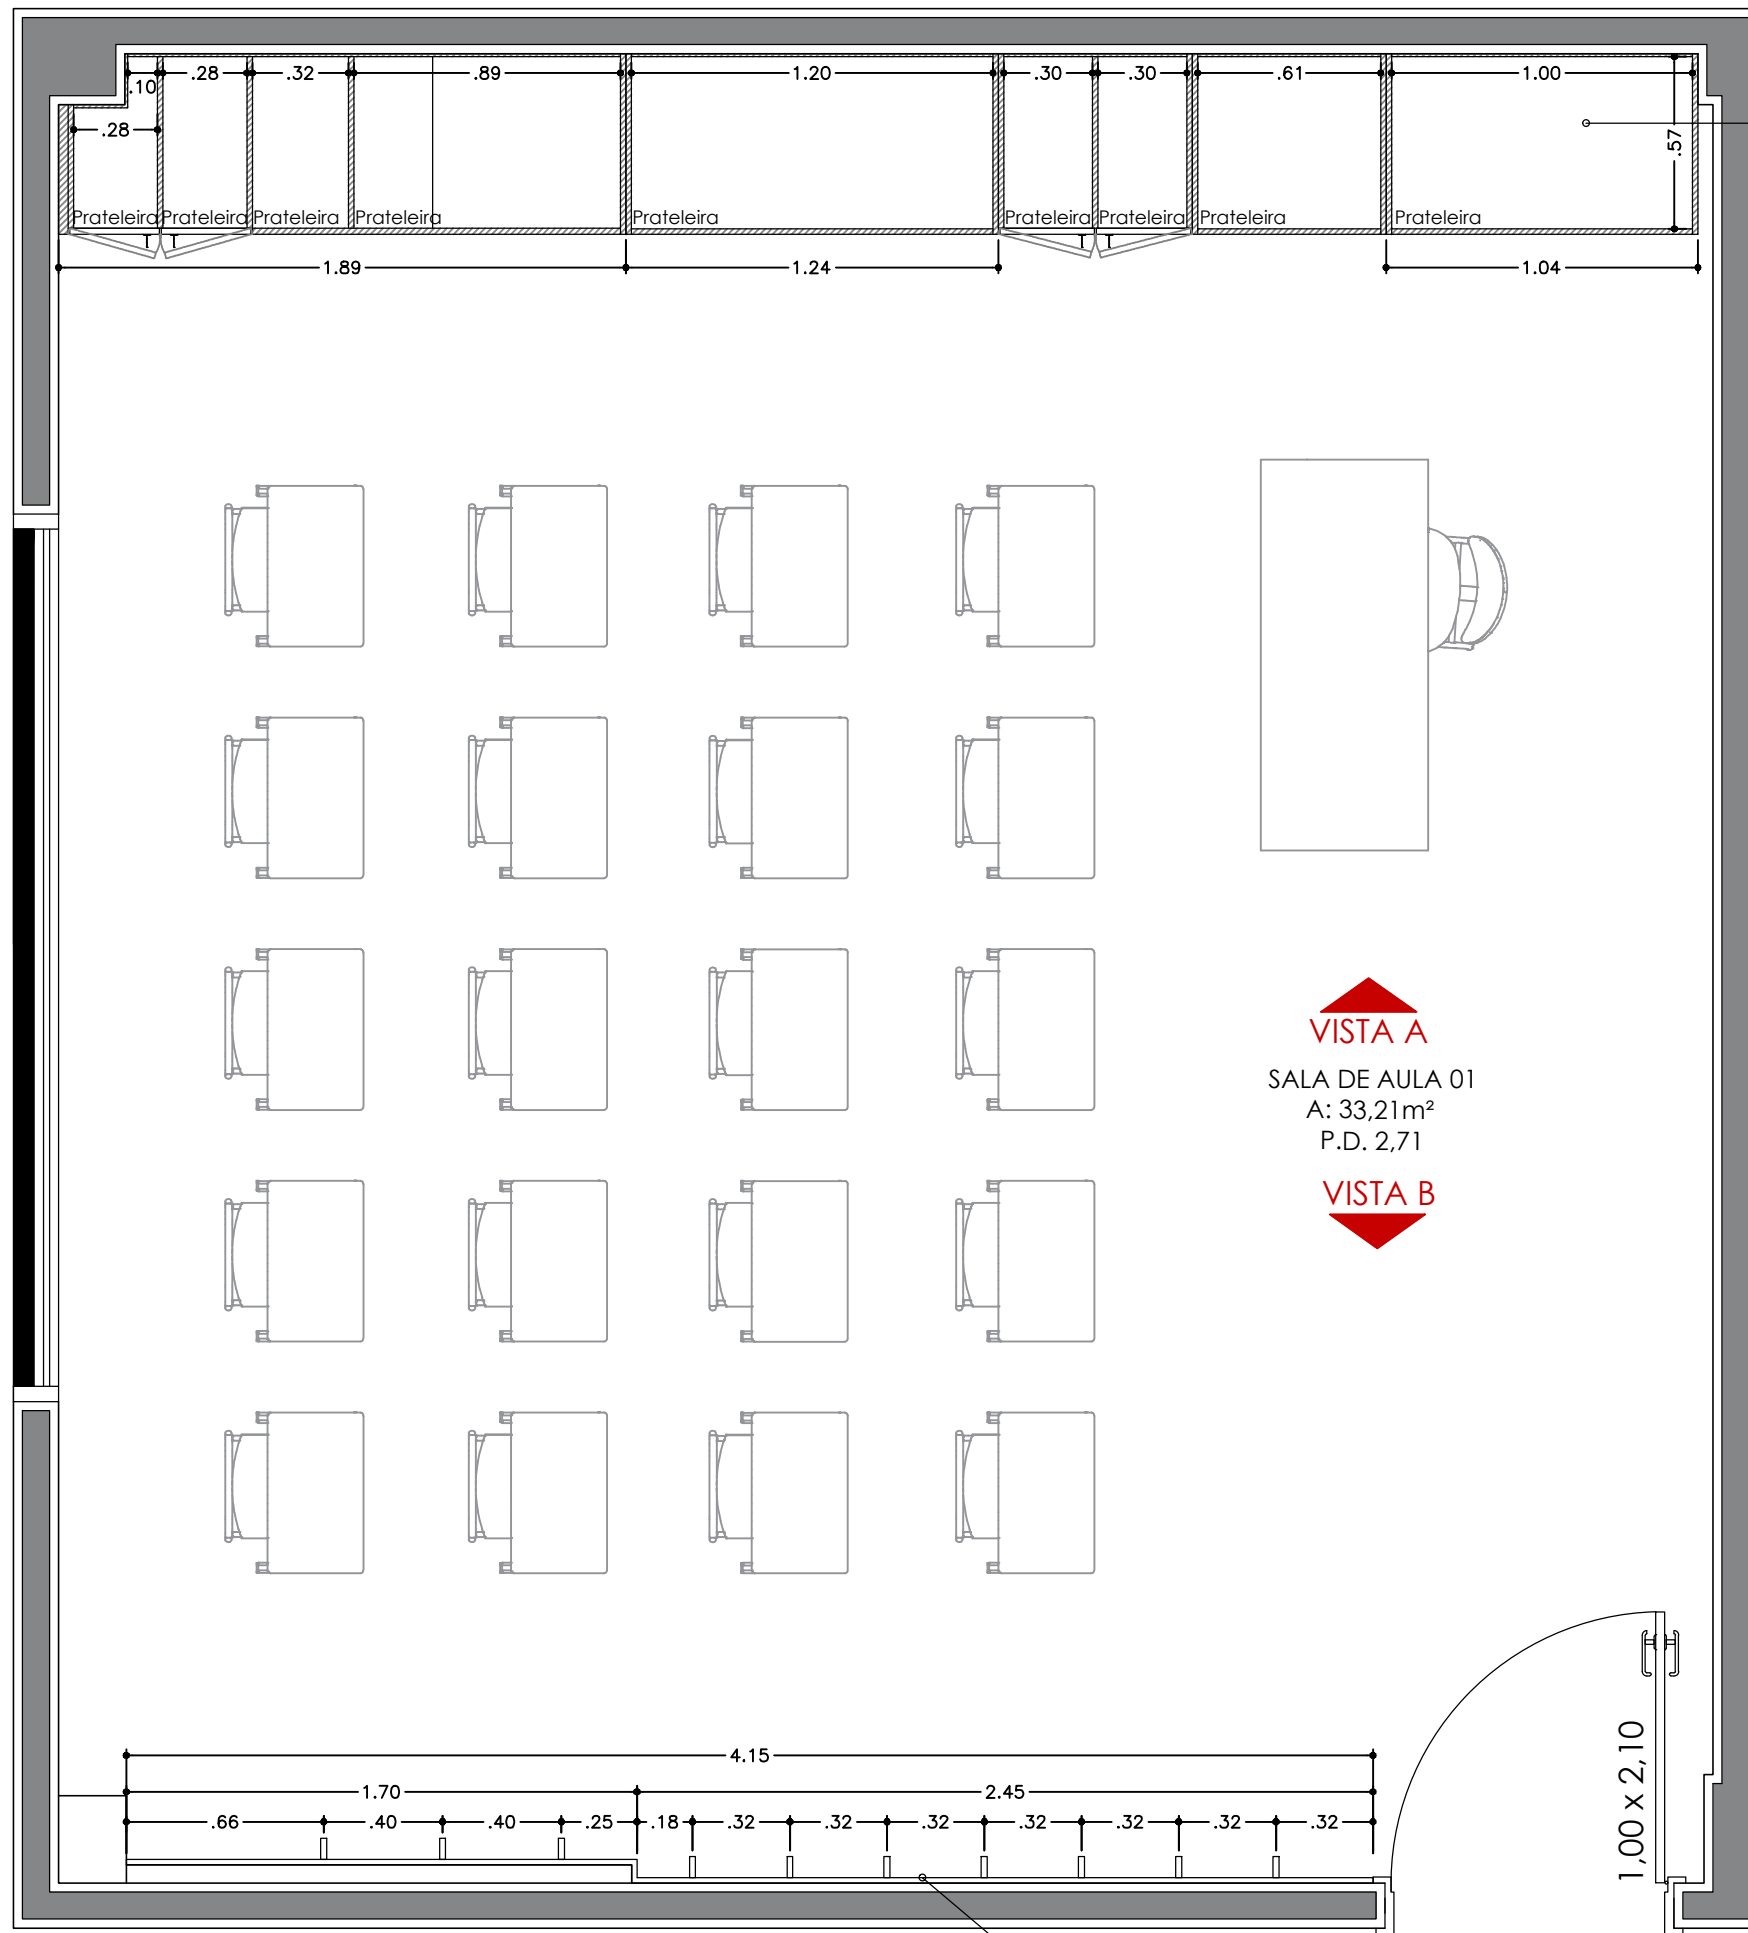 .10
.28
.32
.89
1.20
.30
.30
.61
1.00
.28
.57
Prateleira
Prateleira
Prateleira
Prateleira
Prateleira
Prateleira
Prateleira
Prateleira
Prateleira
1.89
1.24
1.04
VISTA A
SALA DE AULA 01
A: 33,21m²
P.D. 2,71
VISTA B
1,00 x 2,10
4.15
1.70
2.45
.66
.40
.40
.25
.18
.32
.32
.32
.32
.32
.32
.32